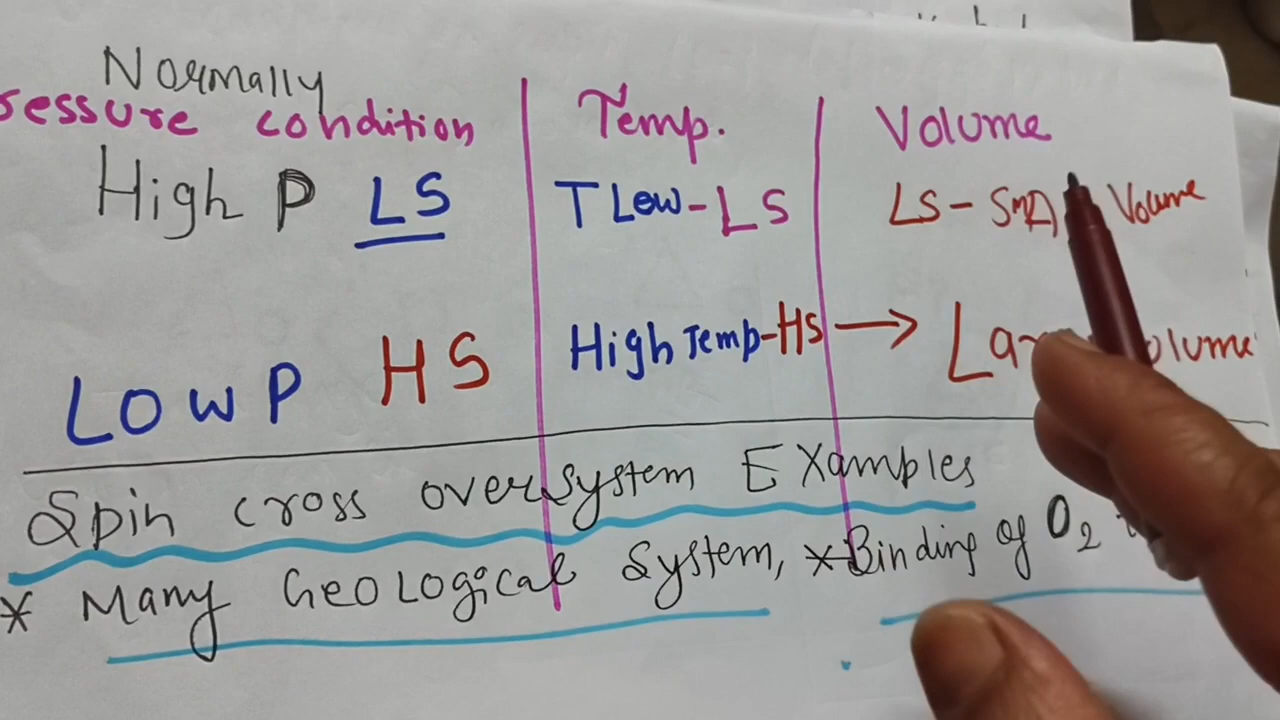 Normally
ressure condition
Temp.
Volume
High P LS
T Low-LS
LS- Volume
LOW P HS
High Temp-HS →
Spin cross over System EXamples
* Many Geological System, * Binding of O2